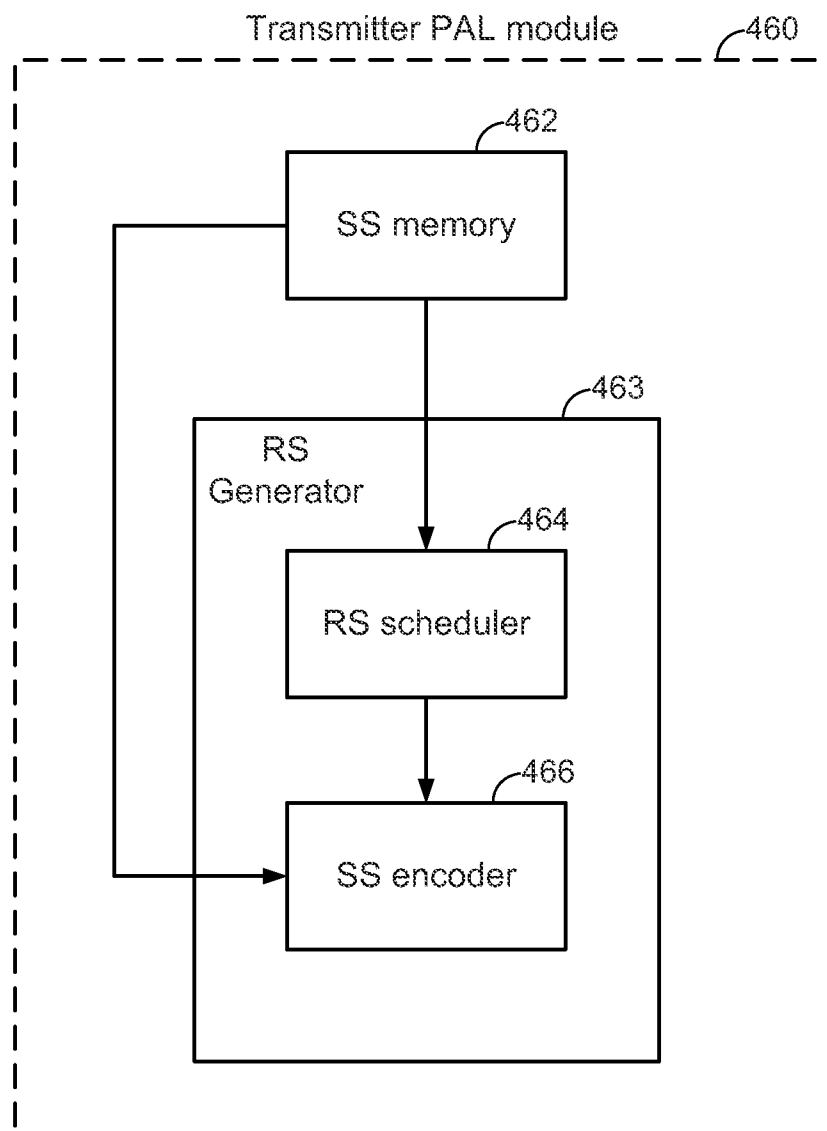 Transmitter PAL module
460
462
SS memory
463
RS
Generator
464
RS scheduler
466
SS encoder